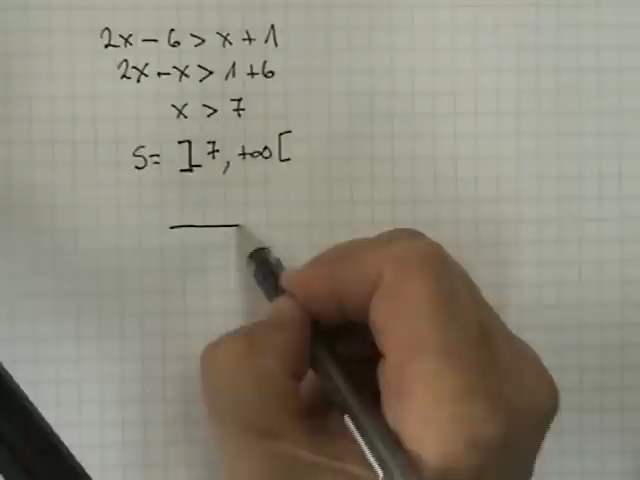 2x - 6 > x + 1
2x - x > 1 + 6
x > 7
S = ]7, +∞[